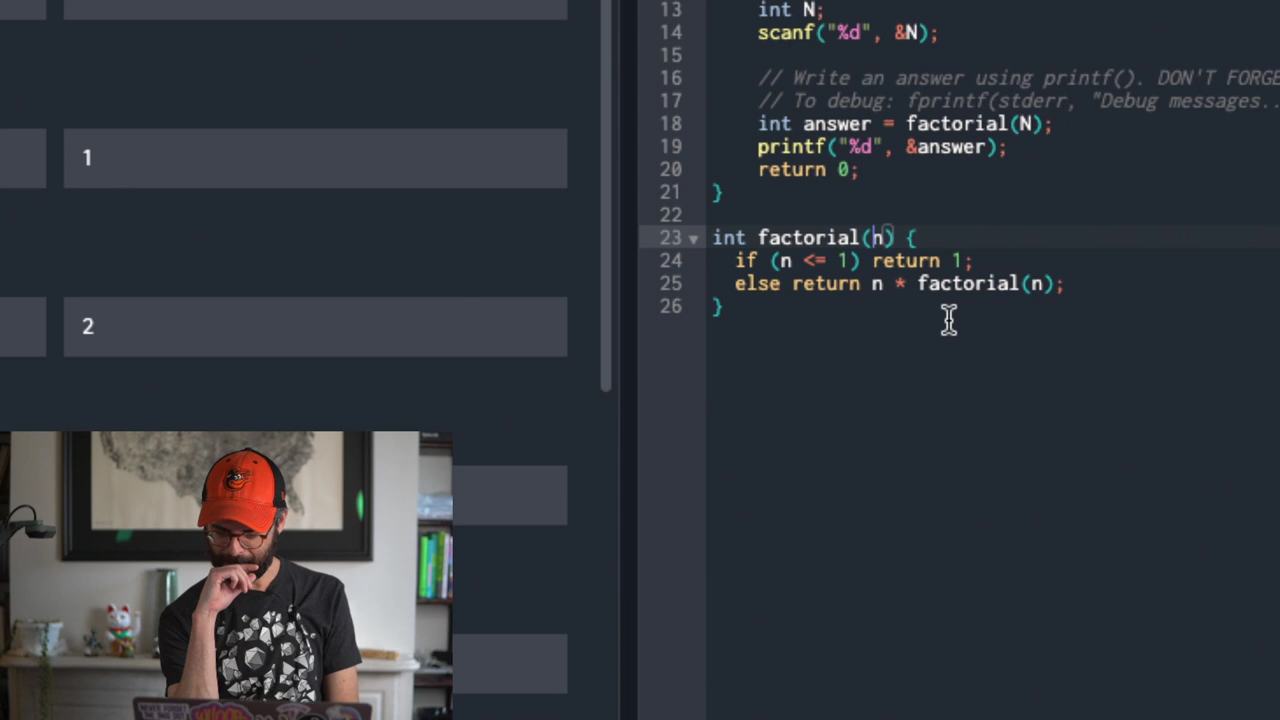 1
2
13 int N;
14 scanf("%d", &N);
15
16 // Write an answer using printf(). DON'T FORGE
17 // To debug: fprintf(stderr, "Debug messages..
18 int answer = factorial(N);
19 printf("%d", &answer);
20 return 0;
21 }
22
23 int factorial(n) {
24 if (n <= 1) return 1;
25 else return n * factorial(n);
26 }